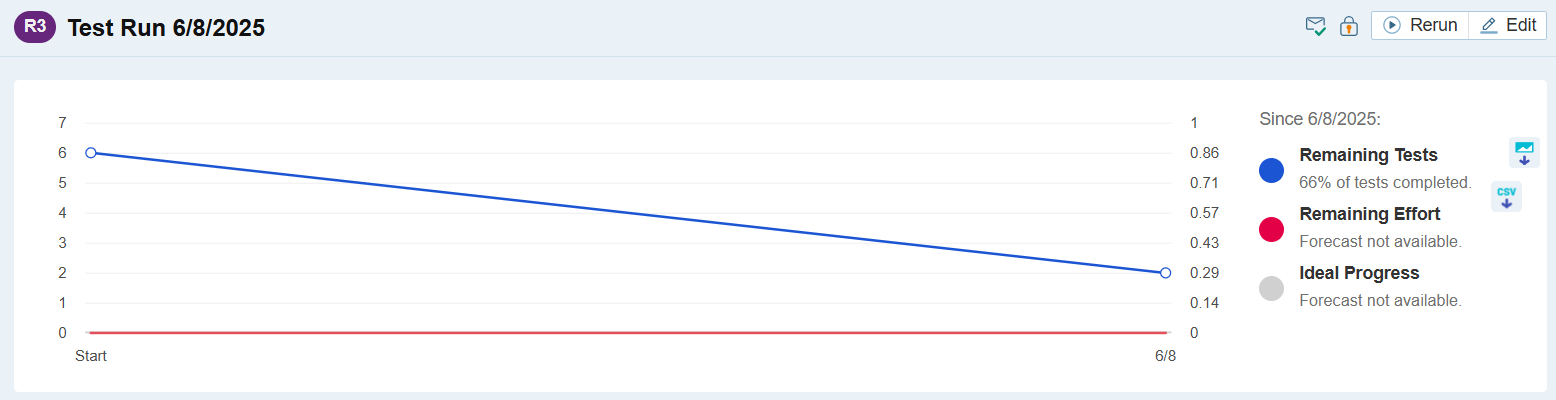 R3 Test Run 6/8/2025
Rerun
Edit
7
6
5
4
3
2
1
0
1
0.86
0.71
0.57
0.43
0.29
0.14
0
Start
6/8
Since 6/8/2025:
Remaining Tests
66% of tests completed.
CSV
Remaining Effort
Forecast not available.
Ideal Progress
Forecast not available.